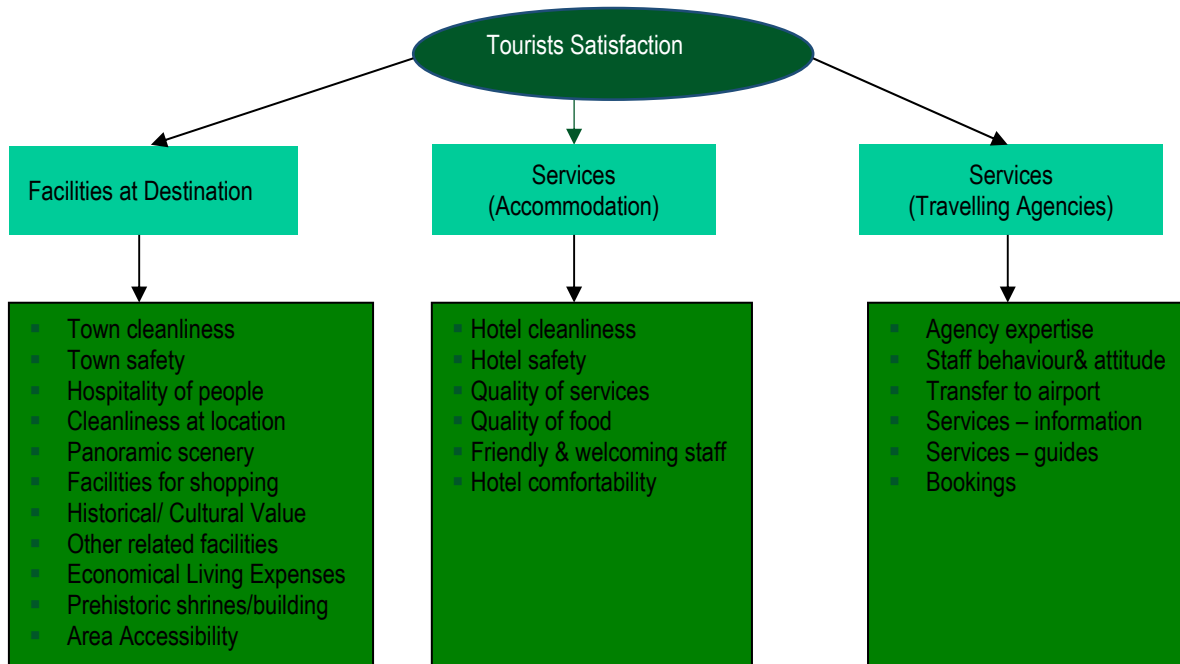 Tourists Satisfaction
Facilities at Destination
Services
(Accommodation)
Services
(Travelling Agencies)
Town cleanliness
Town safety
Hospitality of people
Cleanliness at location
Panoramic scenery
Facilities for shopping
Historical/ Cultural Value
Other related facilities
Economical Living Expenses
Prehistoric shrines/building
Area Accessibility
Hotel cleanliness
Hotel safety
Quality of services
Quality of food
Friendly & welcoming staff
Hotel comfortability
Agency expertise
Staff behaviour& attitude
Transfer to airport
Services – information
Services – guides
Bookings